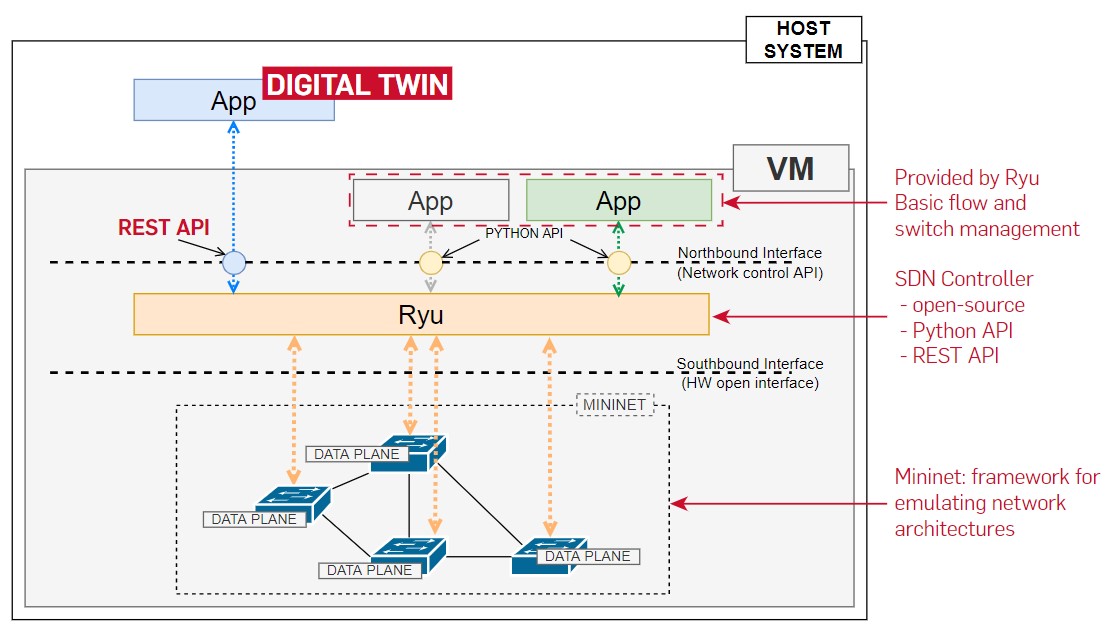 HOST
SYSTEM
DIGITAL TWIN
App
VM
App
App
Provided by Ryu
Basic flow and
switch management
REST API
PYTHON API
Northbound Interface
(Network control API)
SDN Controller
- open-source
- Python API
- REST API
Ryu
Southbound Interface
(HW open interface)
MININET
DATA PLANE
DATA PLANE
DATA PLANE
DATA PLANE
Mininet: framework for
emulating network
architectures